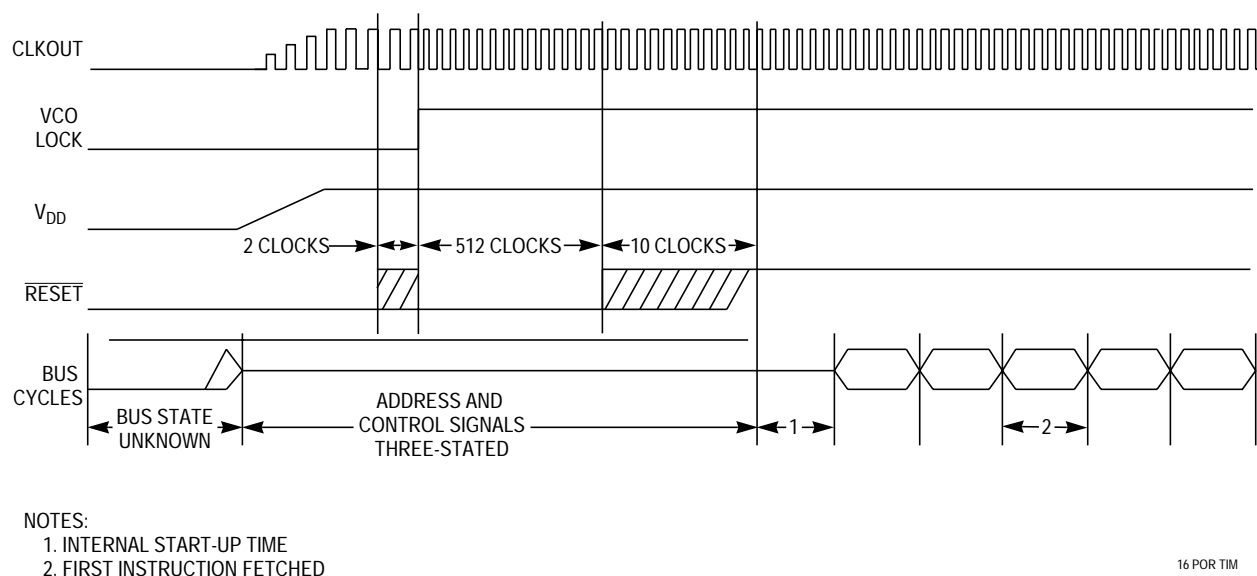 CLKOUT
VCO
LOCK
VDD
2 CLOCKS
512 CLOCKS
10 CLOCKS
RESET
BUS
CYCLES
BUS STATE
UNKNOWN
ADDRESS AND
CONTROL SIGNALS
THREE-STATED
1
2
NOTES:
1. INTERNAL START-UP TIME
2. FIRST INSTRUCTION FETCHED
16 POR TIM